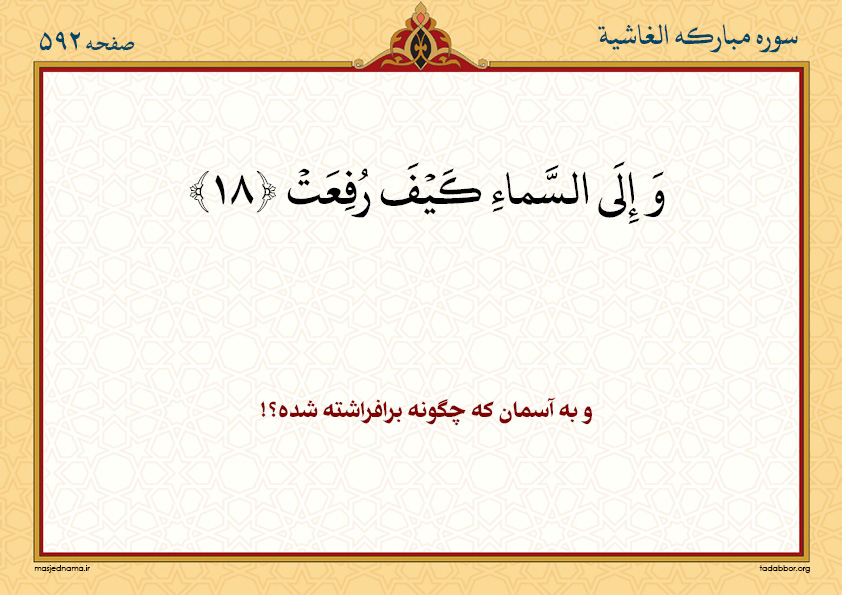 سوره مبارکه الغاشیة
صفحه ۵۹۲
وَ إِلَى السَّماءِ كَيْفَ رُفِعَتْ ﴿۱۸﴾
و به آسمان که چگونه برافراشته شده؟!
masjednama.ir
tadabbor.org